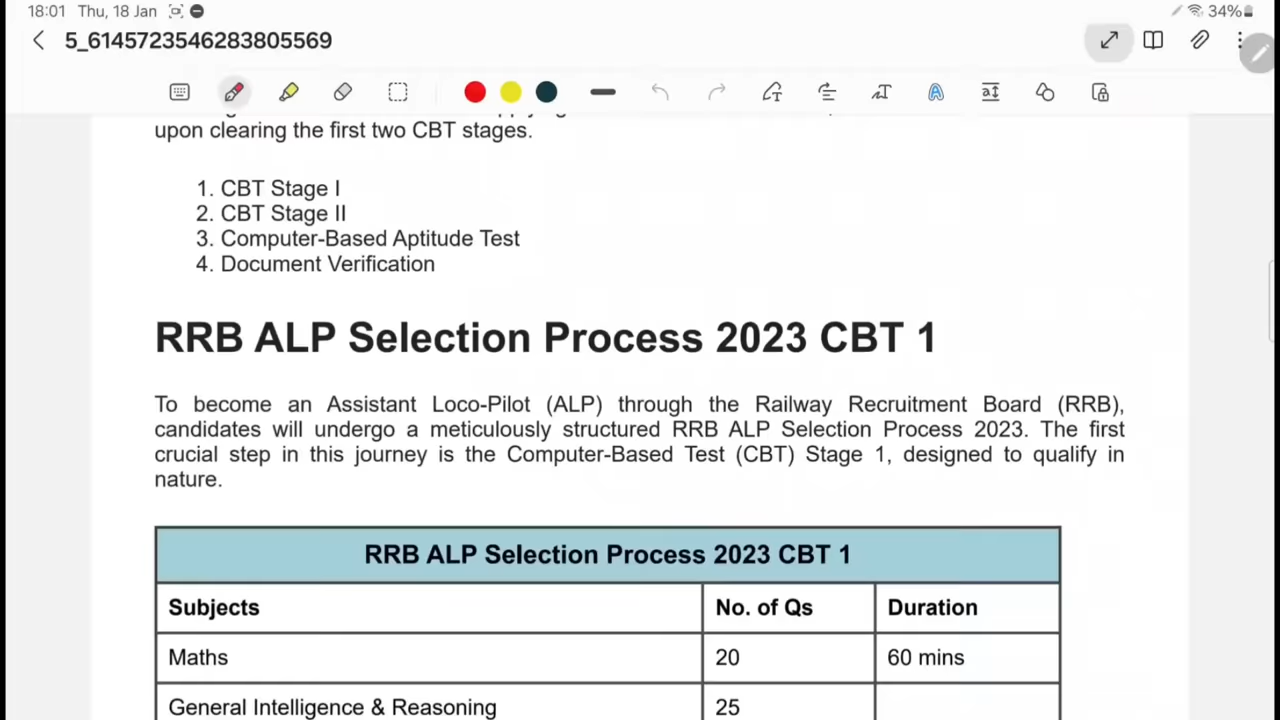 18:01 Thu, 18 Jan
34%
5_6145723546283805569
upon clearing the first two CBT stages.
1. CBT Stage I
2. CBT Stage II
3. Computer-Based Aptitude Test
4. Document Verification
RRB ALP Selection Process 2023 CBT 1
To become an Assistant Loco-Pilot (ALP) through the Railway Recruitment Board (RRB),
candidates will undergo a meticulously structured RRB ALP Selection Process 2023. The first
crucial step in this journey is the Computer-Based Test (CBT) Stage 1, designed to qualify in
nature.
RRB ALP Selection Process 2023 CBT 1
Subjects No. of Qs Duration
Maths 20 60 mins
General Intelligence & Reasoning 25